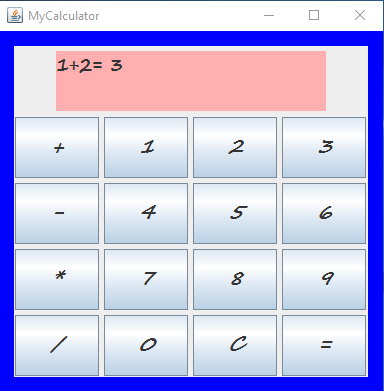 MyCalculator
1+2= 3
+ 1 2 3
- 4 5 6
* 7 8 9
/ 0 C =